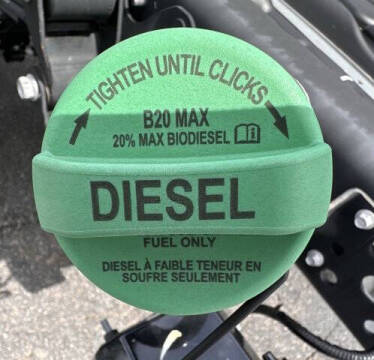 TIGHTEN UNTIL CLICKS
B20 MAX
20% MAX BIODIESEL
DIESEL
FUEL ONLY
DIESEL À FAIBLE TENEUR EN
SOUFRE SEULEMENT